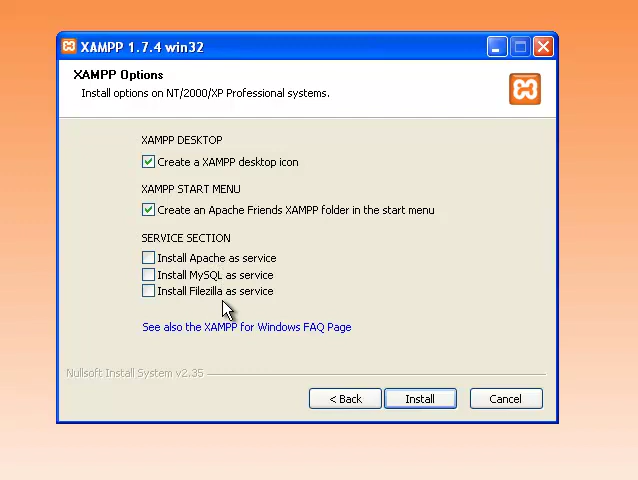 XAMPP 1.7.4 win32
XAMPP Options
Install options on NT/2000/XP Professional systems.
XAMPP DESKTOP
Create a XAMPP desktop icon
XAMPP START MENU
Create an Apache Friends XAMPP folder in the start menu
SERVICE SECTION
Install Apache as service
Install MySQL as service
Install Filezilla as service
See also the XAMPP for Windows FAQ Page
Nullsoft Install System v2.35
< Back
Install
Cancel